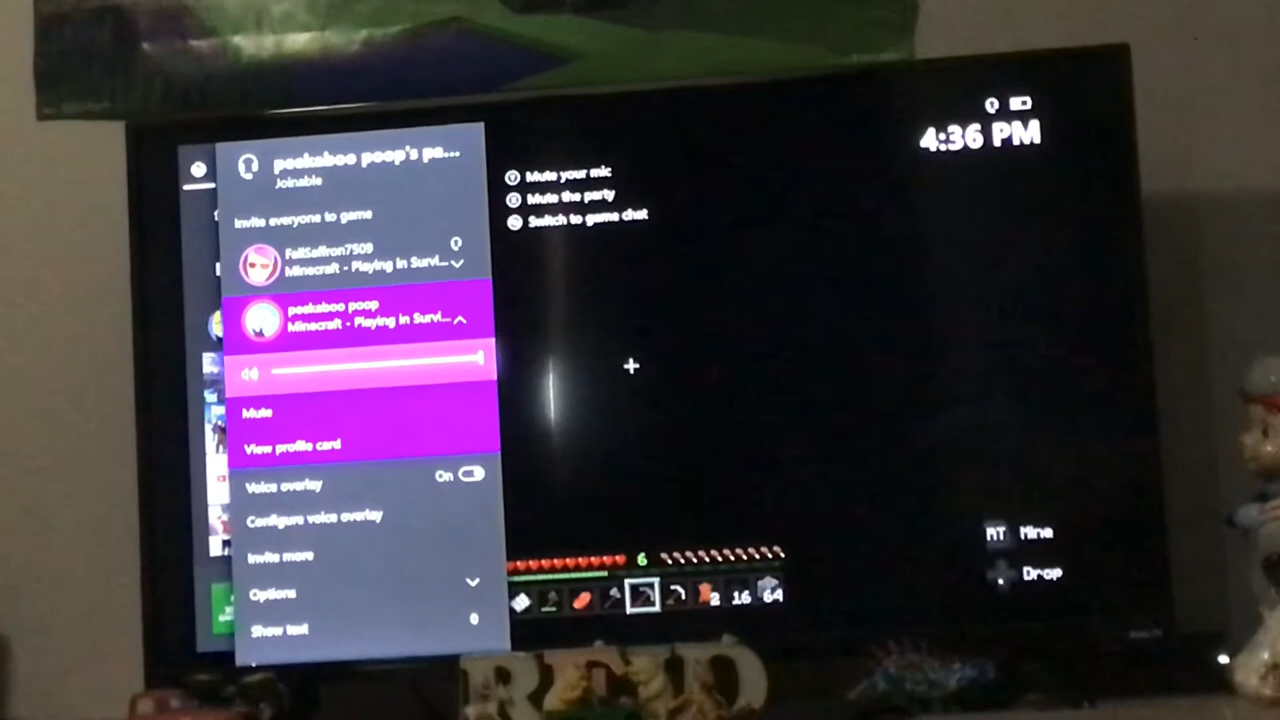 peekaboo poop's pa...
Joinable
Invite everyone to game
FellSaffron7509
Minecraft - Playing in Survi...
peekaboo poop
Minecraft - Playing in Survi...
Mute
View profile card
Voice overlay On
Configure voice overlay
Invite more
Options
Show text 0
Mute your mic
Mute the party
Switch to game chat
4:36 PM
6
2 16 64
RT Mine
Drop